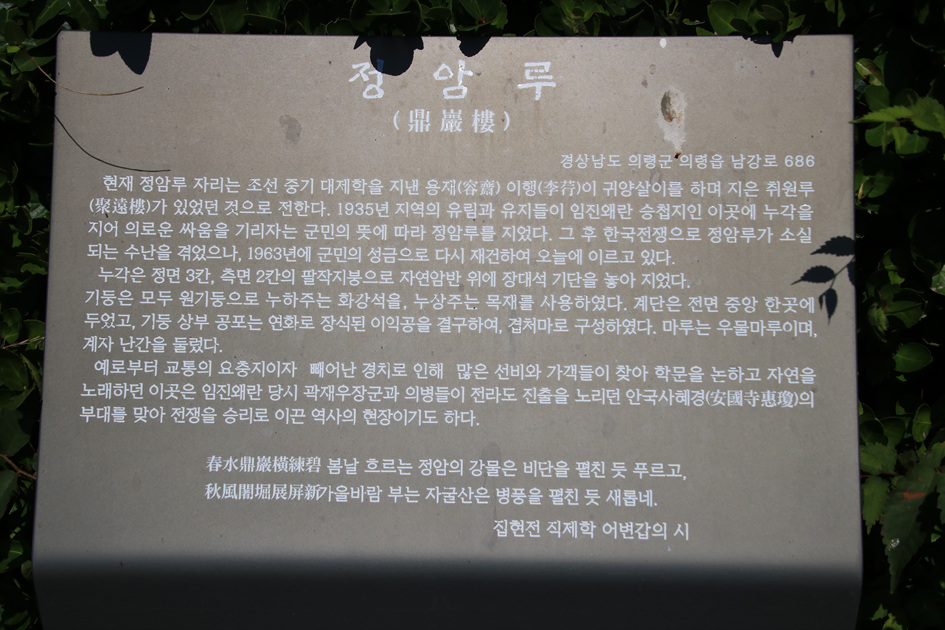 정암루
(鼎巖樓)
경상남도 의령군 의령읍 남강로 686
현재 정암루 자리는 조선 중기 대제학을 지낸 용재(容齋) 이행(李荇)이 귀양살이를 하며 지은 취원루
(聚遠樓)가 있었던 것으로 전한다. 1935년 지역의 유림과 유지들이 임진왜란 승첩지인 이곳에 누각을
지어 의로운 싸움을 기리자는 군민의 뜻에 따라 정암루를 지었다. 그 후 한국전쟁으로 정암루가 소실
되는 수난을 겪었으나, 1963년에 군민의 성금으로 다시 재건하여 오늘에 이르고 있다.
누각은 정면 3칸, 측면 2칸의 팔작지붕으로 자연암반 위에 장대석 기단을 놓아 지었다.
기둥은 모두 원기둥으로 누하주는 화강석을, 누상주는 목재를 사용하였다. 계단은 전면 중앙 한곳에
두었고, 기둥 상부 공포는 연화로 장식된 이익공을 결구하여, 겹처마로 구성하였다. 마루는 우물마루이며,
계자 난간을 둘렀다.
예로부터 교통의 요충지이자 빼어난 경치로 인해 많은 선비와 가객들이 찾아 학문을 논하고 자연을
노래하던 이곳은 임진왜란 당시 곽재우장군과 의병들이 전라도 진출을 노리던 안국사혜경(安國寺惠瓊)의
부대를 맞아 전쟁을 승리로 이끈 역사의 현장이기도 하다.
春水鼎巖橫練碧 봄날 흐르는 정암의 강물은 비단을 펼친 듯 푸르고,
秋風闍堀展屏新가을바람 부는 자굴산은 병풍을 펼친 듯 새롭네.
집현전 직제학 어변갑의 시